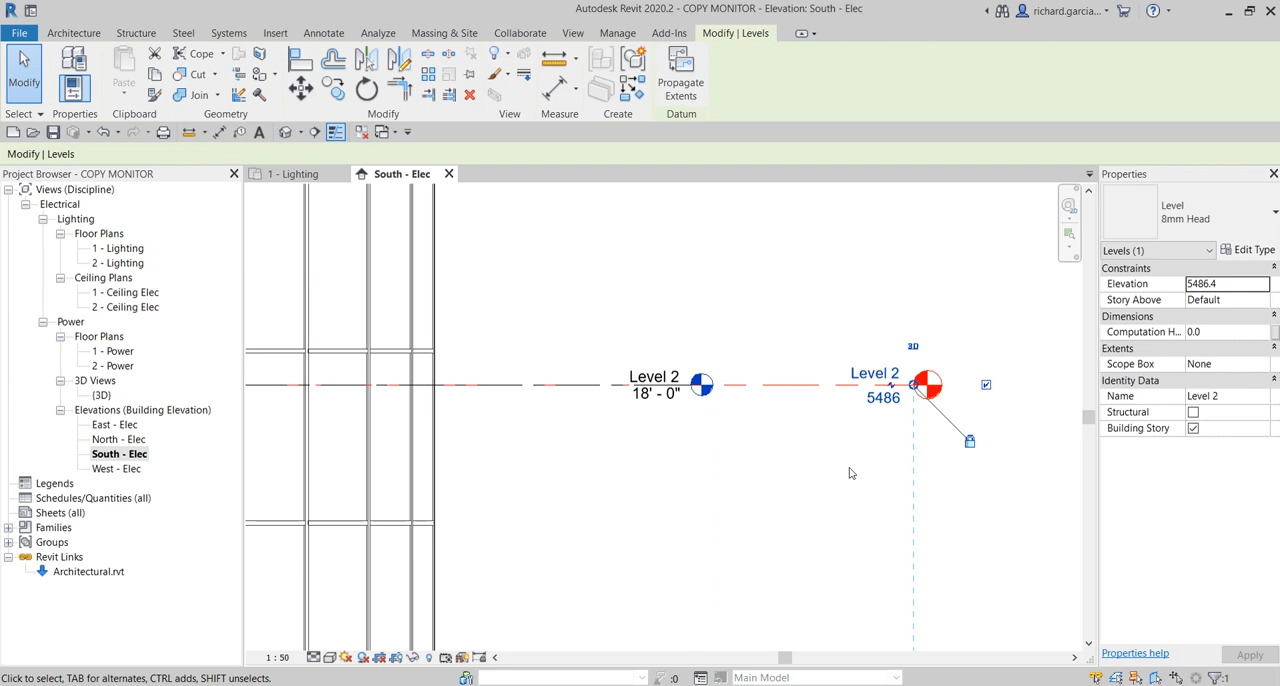 Autodesk Revit 2020.2 - COPY MONITOR - Elevation: South - Elec
richard.garcia...
File Architecture Structure Steel Systems Insert Annotate Analyze Massing & Site Collaborate View Manage Add-Ins Modify | Levels
Modify
Paste
Cope
Cut
Join
Propagate
Extents
Select Properties Clipboard Geometry Modify View Measure Create Datum
Modify | Levels
Project Browser - COPY MONITOR
Views (Discipline)
Electrical
Lighting
Floor Plans
1 - Lighting
2 - Lighting
Ceiling Plans
1 - Ceiling Elec
2 - Ceiling Elec
Power
Floor Plans
1 - Power
2 - Power
3D Views
{3D}
Elevations (Building Elevation)
East - Elec
North - Elec
South - Elec
West - Elec
Legends
Schedules/Quantities (all)
Sheets (all)
Families
Groups
Revit Links
Architectural.rvt
1 - Lighting South - Elec
Level 2
18' - 0"
3D
Level 2
5486
1 : 50
Properties
Level
8mm Head
Levels (1) Edit Type
Constraints
Elevation 5486.4
Story Above Default
Dimensions
Computation H... 0.0
Extents
Scope Box None
Identity Data
Name Level 2
Structural
Building Story
Properties help Apply
Click to select, TAB for alternates, CTRL adds, SHIFT unselects.
:0
Main Model
:1